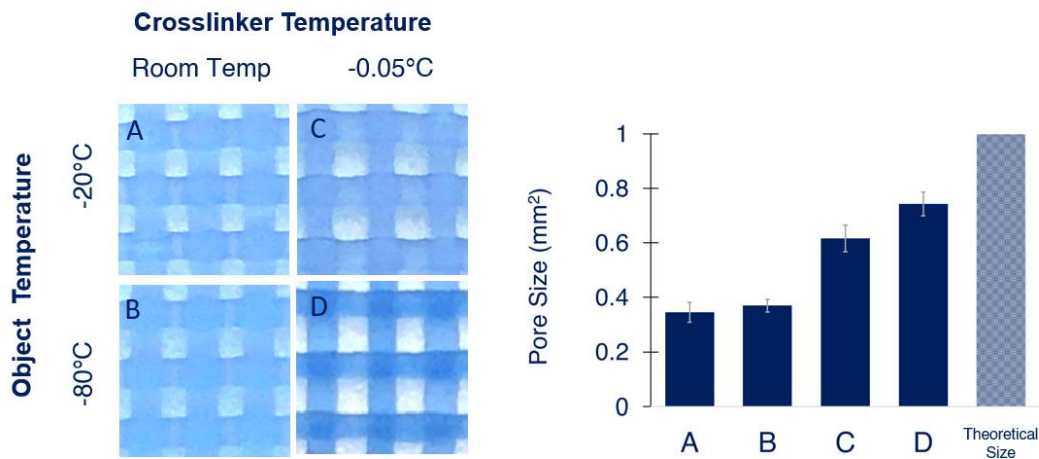 Crosslinker Temperature
Room Temp -0.05°C
Object Temperature
-20°C
-80°C
A
C
B
D
Pore Size (mm²)
1
0.8
0.6
0.4
0.2
0
A B C D Theoretical
Size